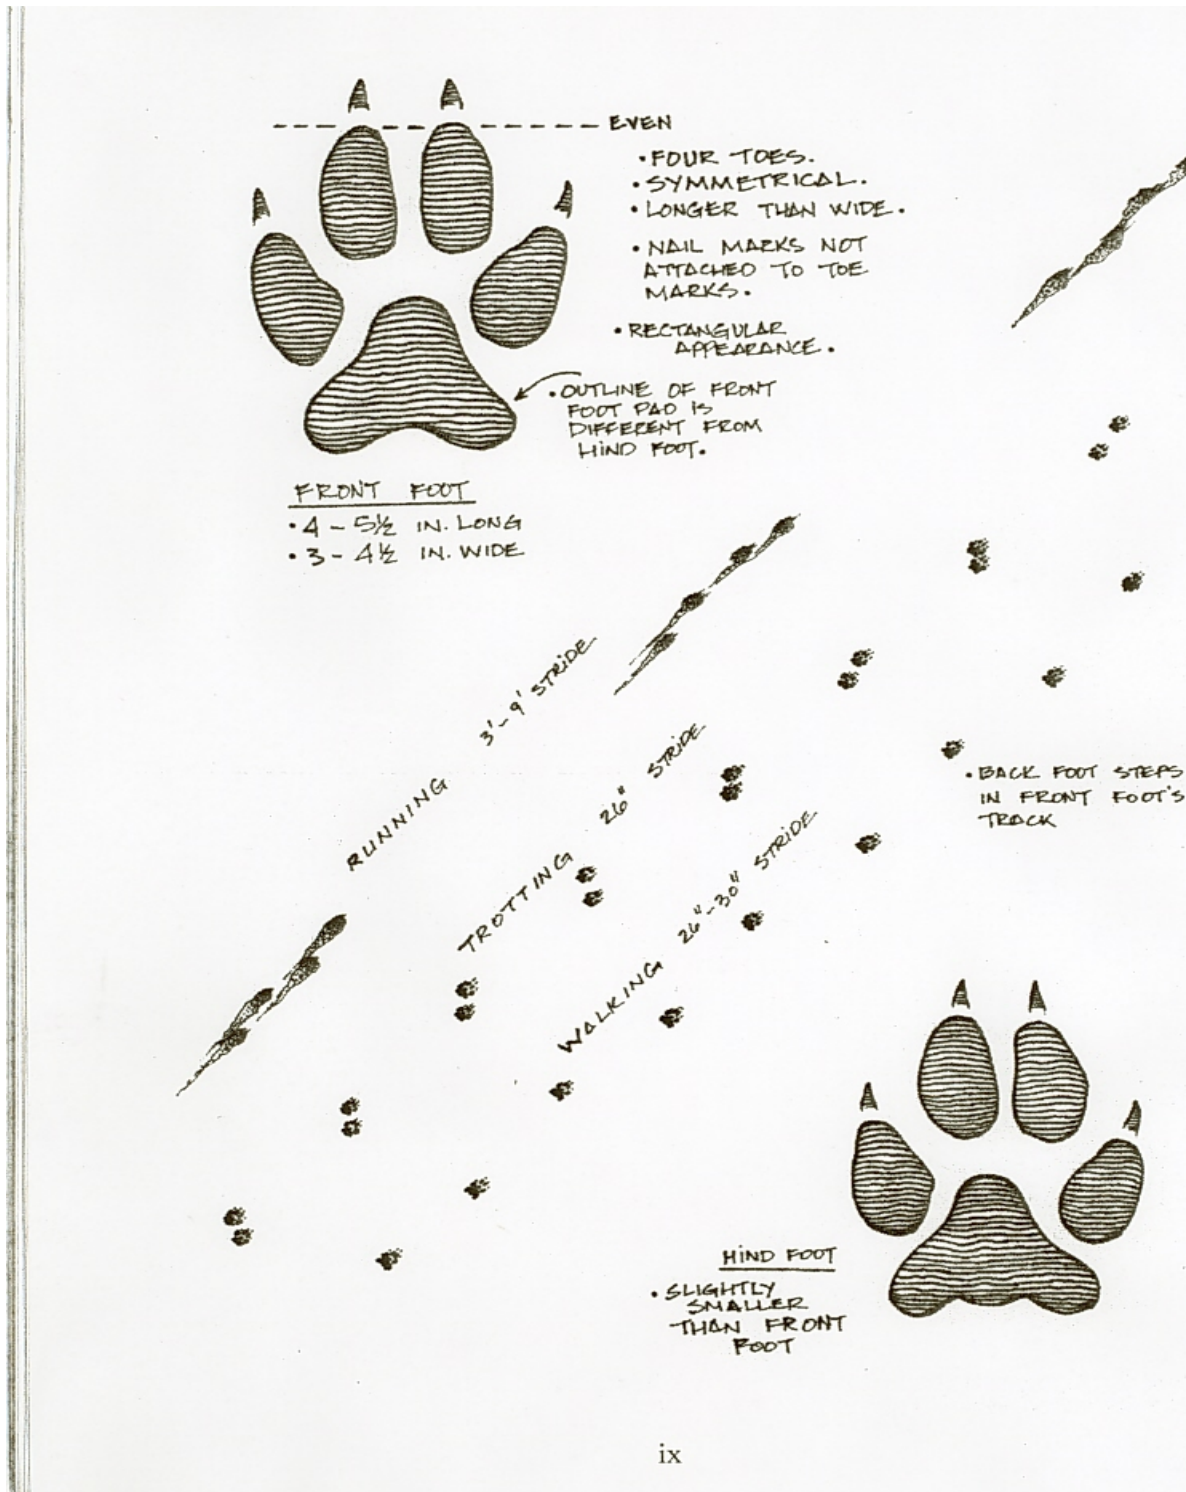 EVEN
• FOUR TOES.
• SYMMETRICAL.
• LONGER THAN WIDE.
• NAIL MARKS NOT
ATTACHED TO TOE
MARKS.
• RECTANGULAR
APPEARANCE.
• OUTLINE OF FRONT
FOOT PAD IS
DIFFERENT FROM
HIND FOOT.
FRONT FOOT
• 4 - 5½ IN. LONG
• 3 - 4½ IN. WIDE
RUNNING 3'-9' STRIDE
TROTTING 26" STRIDE
WALKING 26"-30" STRIDE
• BACK FOOT STEPS
IN FRONT FOOT'S
TRACK
HIND FOOT
• SLIGHTLY
SMALLER
THAN FRONT
FOOT
ix